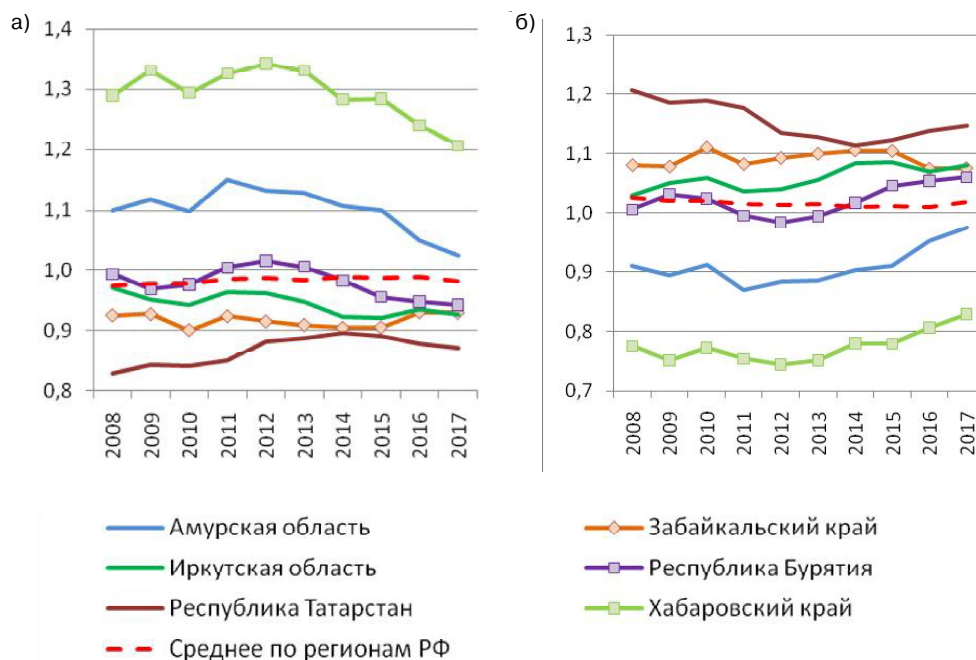 а)
1,4
1,3
1,2
1,1
1,0
0,9
0,8
2008 2009 2010 2011 2012 2013 2014 2015 2016 2017
б)
1,3
1,2
1,1
1,0
0,9
0,8
0,7
2008 2009 2010 2011 2012 2013 2014 2015 2016 2017
Амурская область
Забайкальский край
Иркутская область
Республика Бурятия
Республика Татарстан
Хабаровский край
Среднее по регионам РФ